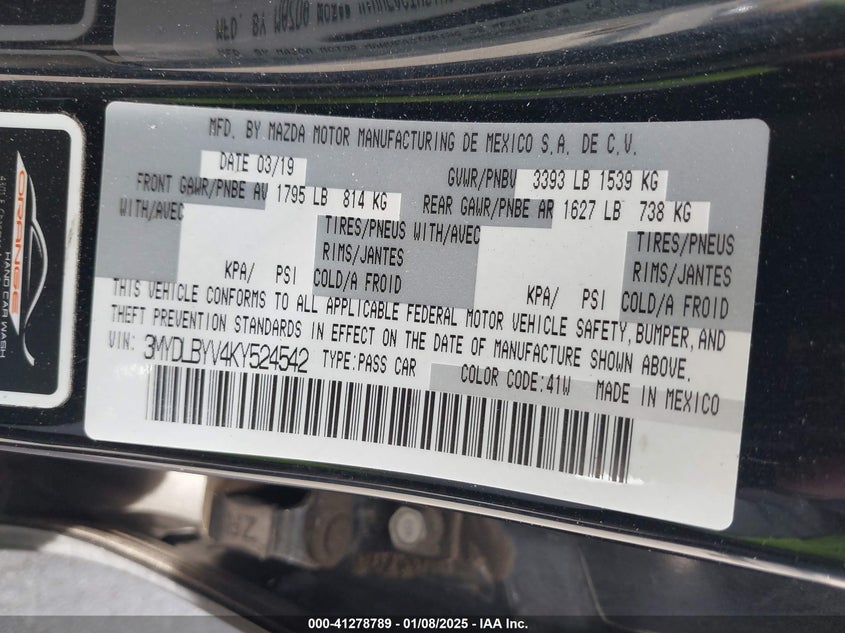 MFD. BY MAZDA MOTOR MANUFACTURING DE MEXICO S.A. DE C.V.
DATE 03/19 GVWR/PNBV 3393 LB 1539 KG
FRONT GAWR/PNBE AV 1795 LB 814 KG REAR GAWR/PNBE AR 1627 LB 738 KG
WITH/AVEC TIRES/PNEUS WITH/AVEC TIRES/PNEUS
RIMS/JANTES RIMS/JANTES
KPA/ PSI COLD/A FROID KPA/ PSI COLD/A FROID
THIS VEHICLE CONFORMS TO ALL APPLICABLE FEDERAL MOTOR VEHICLE SAFETY, BUMPER, AND
THEFT PREVENTION STANDARDS IN EFFECT ON THE DATE OF MANUFACTURE SHOWN ABOVE.
VIN: 3MYDLBYV4KY524542 TYPE:PASS CAR
COLOR CODE:41W MADE IN MEXICO
ORANGE
HAND CAR WASH
000-41278789 — 01/08/2025 — IAA Inc.